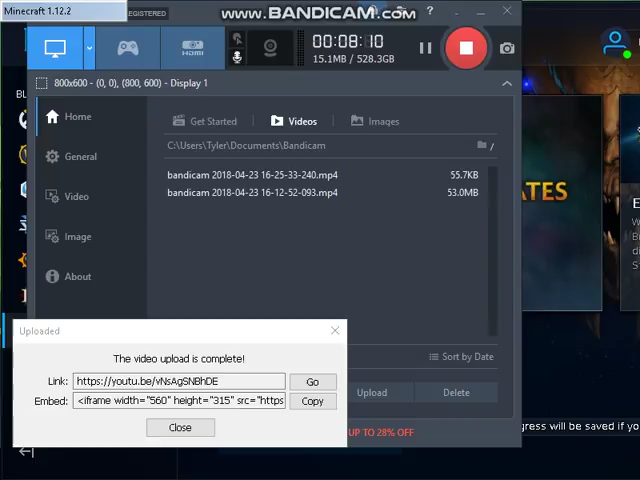 Minecraft 1.12.2
REGISTERED
www.BANDICAM.com
00:08:10
15.1MB / 528.3GB
800x600 - (0, 0), (800, 600) - Display 1
Home
General
Video
Image
About
Get Started
Videos
Images
C:\Users\Tyler\Documents\Bandicam
/
bandicam 2018-04-23 16-25-33-240.mp4 55.7KB
bandicam 2018-04-23 16-12-52-093.mp4 53.0MB
Sort by Date
Upload
Delete
UP TO 28% OFF
Uploaded
The video upload is complete!
Link: https://youtu.be/vNsAgSNBhDE Go
Embed: <iframe width="560" height="315" src="https Copy
Close
HDMI
BL
ATES
gress will be saved if yo